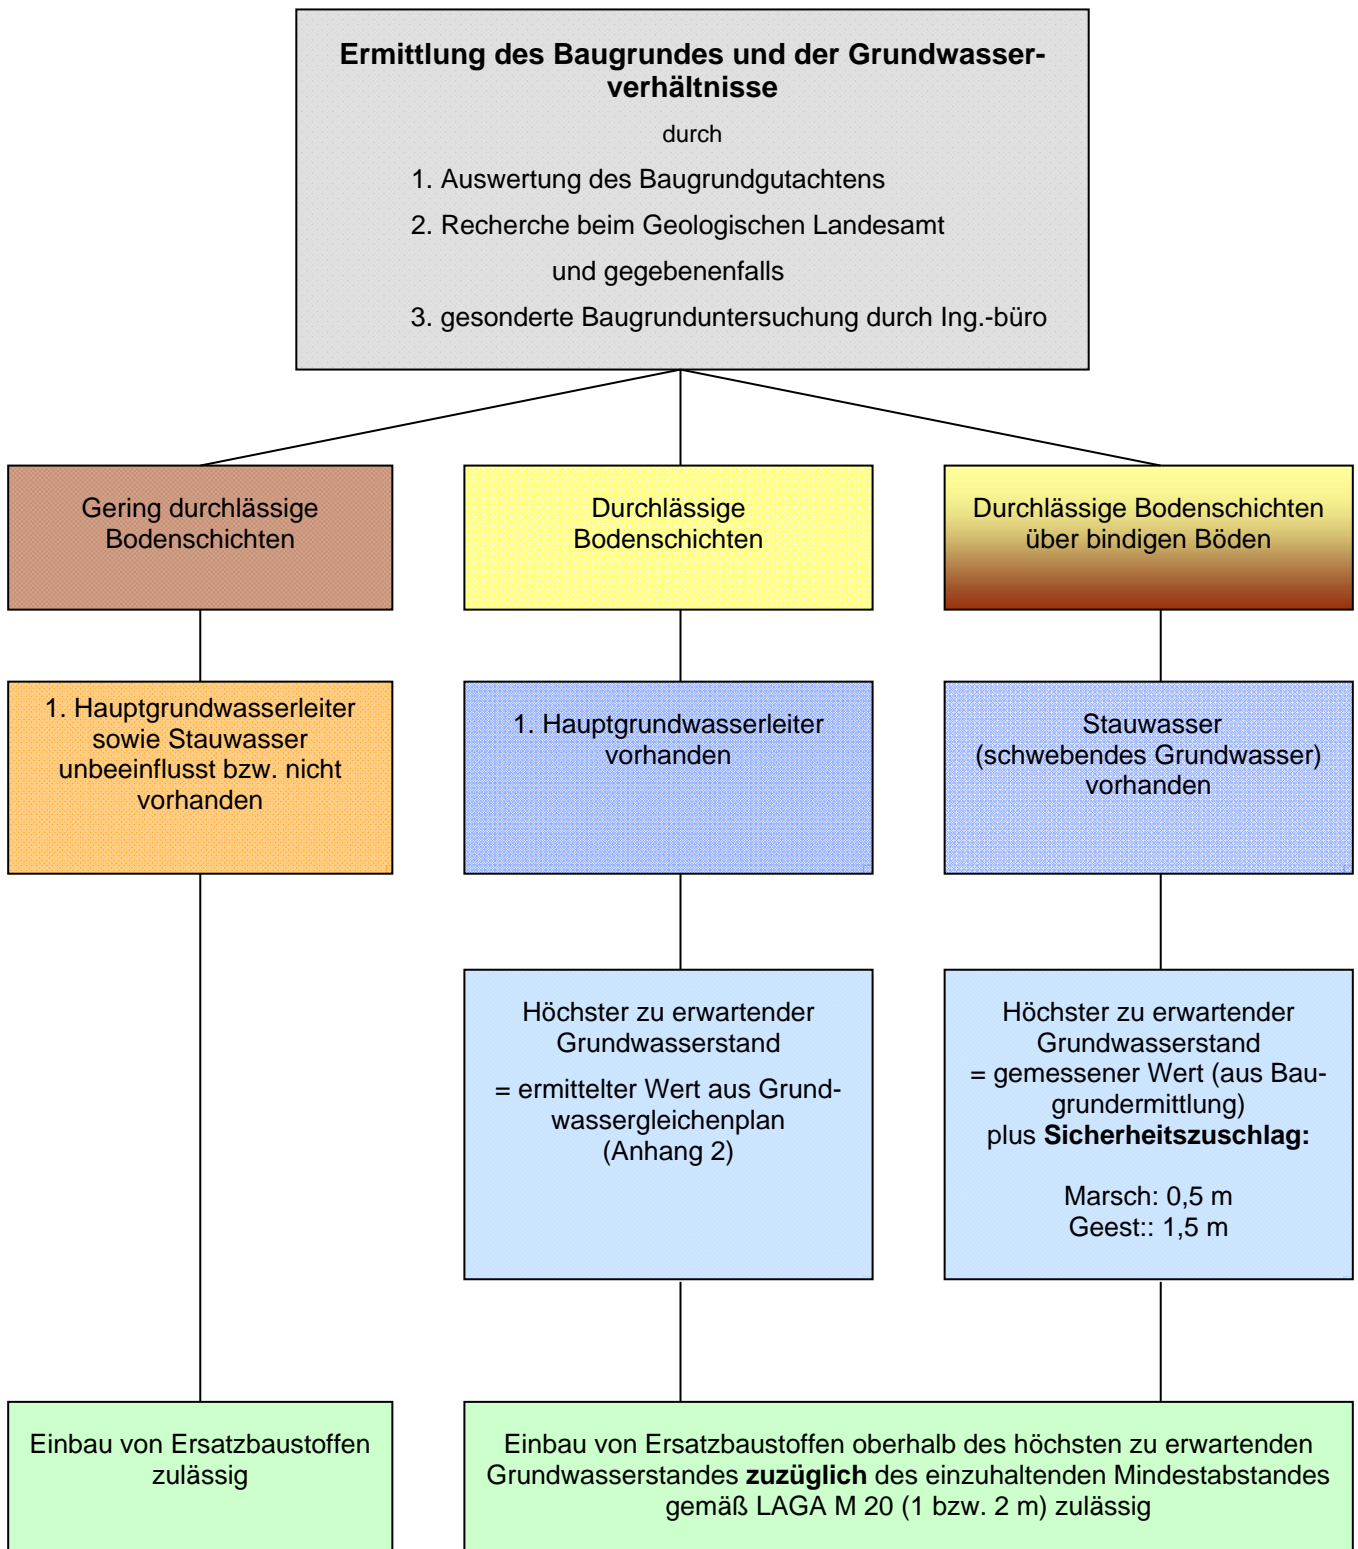 Ermittlung des Baugrundes und der Grundwasser-
verhältnisse
durch
1. Auswertung des Baugrundgutachtens
2. Recherche beim Geologischen Landesamt
und gegebenenfalls
3. gesonderte Baugrunduntersuchung durch Ing.-büro
Gering durchlässige
Bodenschichten
Durchlässige
Bodenschichten
Durchlässige Bodenschichten
über bindigen Böden
1. Hauptgrundwasserleiter
sowie Stauwasser
unbeeinflusst bzw. nicht
vorhanden
1. Hauptgrundwasserleiter
vorhanden
Stauwasser
(schwebendes Grundwasser)
vorhanden
Höchster zu erwartender
Grundwasserstand
= ermittelter Wert aus Grund-
wassergleichenplan
(Anhang 2)
Höchster zu erwartender
Grundwasserstand
= gemessener Wert (aus Bau-
grundermittlung)
plus Sicherheitszuschlag:
Marsch: 0,5 m
Geest:: 1,5 m
Einbau von Ersatzbaustoffen
zulässig
Einbau von Ersatzbaustoffen oberhalb des höchsten zu erwartenden
Grundwasserstandes zuzüglich des einzuhaltenden Mindestabstandes
gemäß LAGA M 20 (1 bzw. 2 m) zulässig